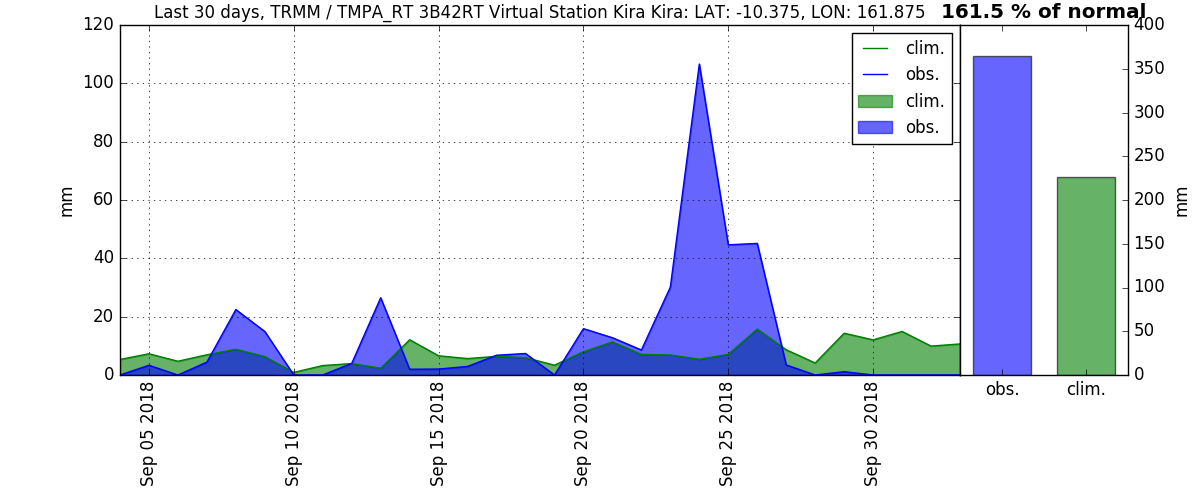 Last 30 days, TRMM / TMPA_RT 3B42RT Virtual Station Kira Kira: LAT: -10.375, LON: 161.875
161.5 % of normal
120
100
80
60
40
20
0
mm
clim.
obs.
clim.
obs.
Sep 05 2018
Sep 10 2018
Sep 15 2018
Sep 20 2018
Sep 25 2018
Sep 30 2018
400
350
300
250
200
150
100
50
0
mm
obs.
clim.